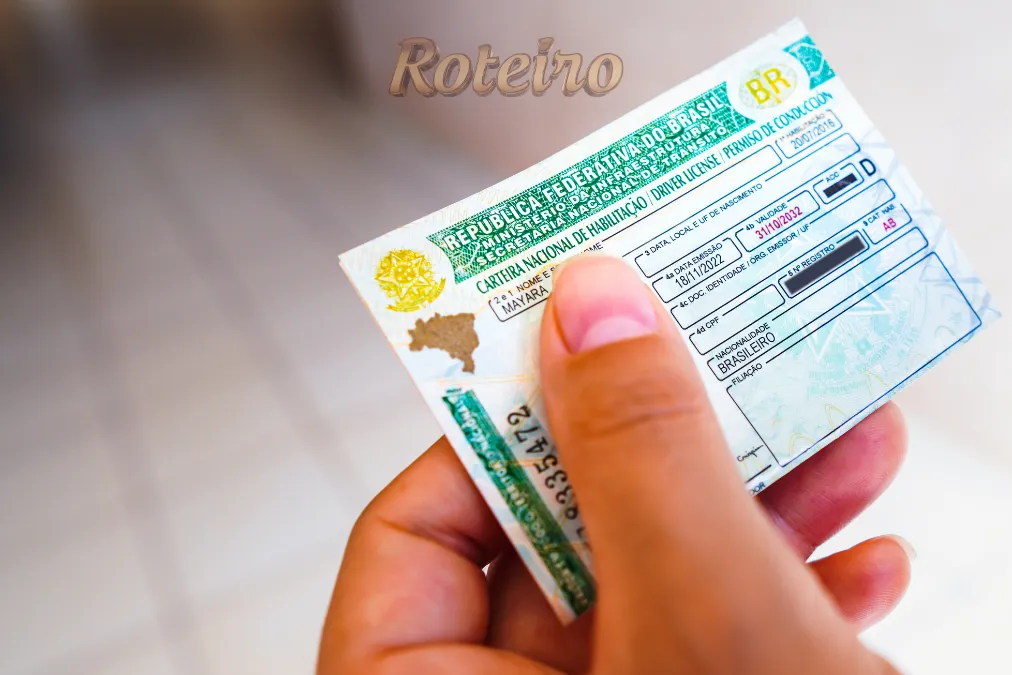 Roteiro
BR
REPÚBLICA FEDERATIVA DO BRASIL
MINISTÉRIO DA INFRAESTRUTURA
SECRETARIA NACIONAL DE TRÂNSITO
CARTEIRA NACIONAL DE HABILITAÇÃO / DRIVER LICENSE / PERMISO DE CONDUCCIÓN
2 e 1 NOME E
MAYARA
1ª HABILITAÇÃO
20/07/2016
3 DATA, LOCAL E UF DE NASCIMENTO
4a DATA EMISSÃO
18/11/2022
4b VALIDADE
31/10/2032
ACC
D
4c DOC. IDENTIDADE / ÓRG. EMISSOR / UF
4d CPF
5 Nº REGISTRO
9 CAT HAB
AB
NACIONALIDADE
BRASILEIRO
FILIAÇÃO
8335472